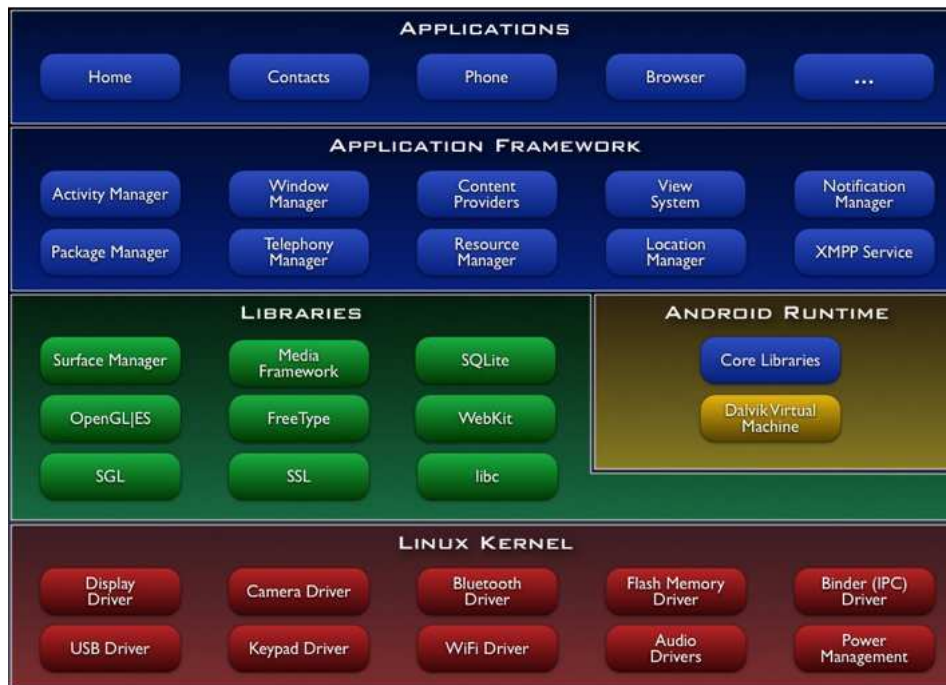 APPLICATIONS
Home
Contacts
Phone
Browser
...
APPLICATION FRAMEWORK
Activity Manager
Window
Manager
Content
Providers
View
System
Notification
Manager
Package Manager
Telephony
Manager
Resource
Manager
Location
Manager
XMPP Service
LIBRARIES
Surface Manager
Media
Framework
SQLite
OpenGL|ES
FreeType
WebKit
SGL
SSL
libc
ANDROID RUNTIME
Core Libraries
Dalvik Virtual
Machine
LINUX KERNEL
Display
Driver
Camera Driver
Bluetooth
Driver
Flash Memory
Driver
Binder (IPC)
Driver
USB Driver
Keypad Driver
WiFi Driver
Audio
Drivers
Power
Management